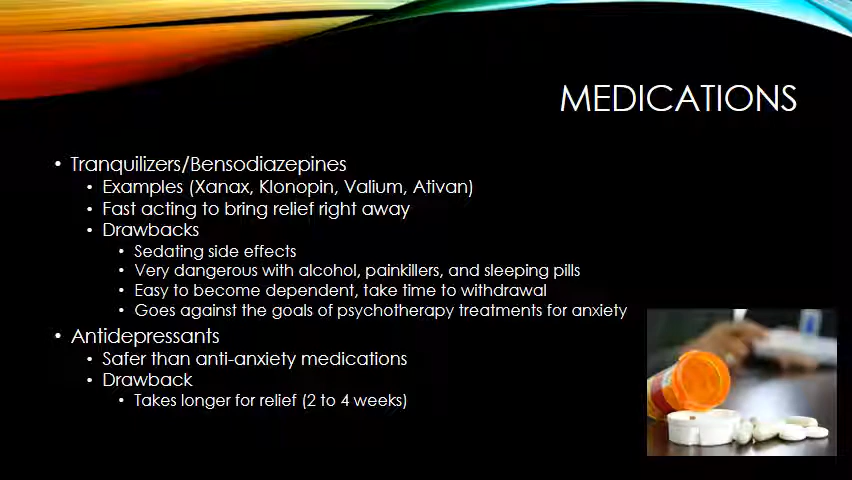 MEDICATIONS
• Tranquilizers/Bensodiazepines
• Examples (Xanax, Klonopin, Valium, Ativan)
• Fast acting to bring relief right away
• Drawbacks
• Sedating side effects
• Very dangerous with alcohol, painkillers, and sleeping pills
• Easy to become dependent, take time to withdrawal
• Goes against the goals of psychotherapy treatments for anxiety
• Antidepressants
• Safer than anti-anxiety medications
• Drawback
• Takes longer for relief (2 to 4 weeks)